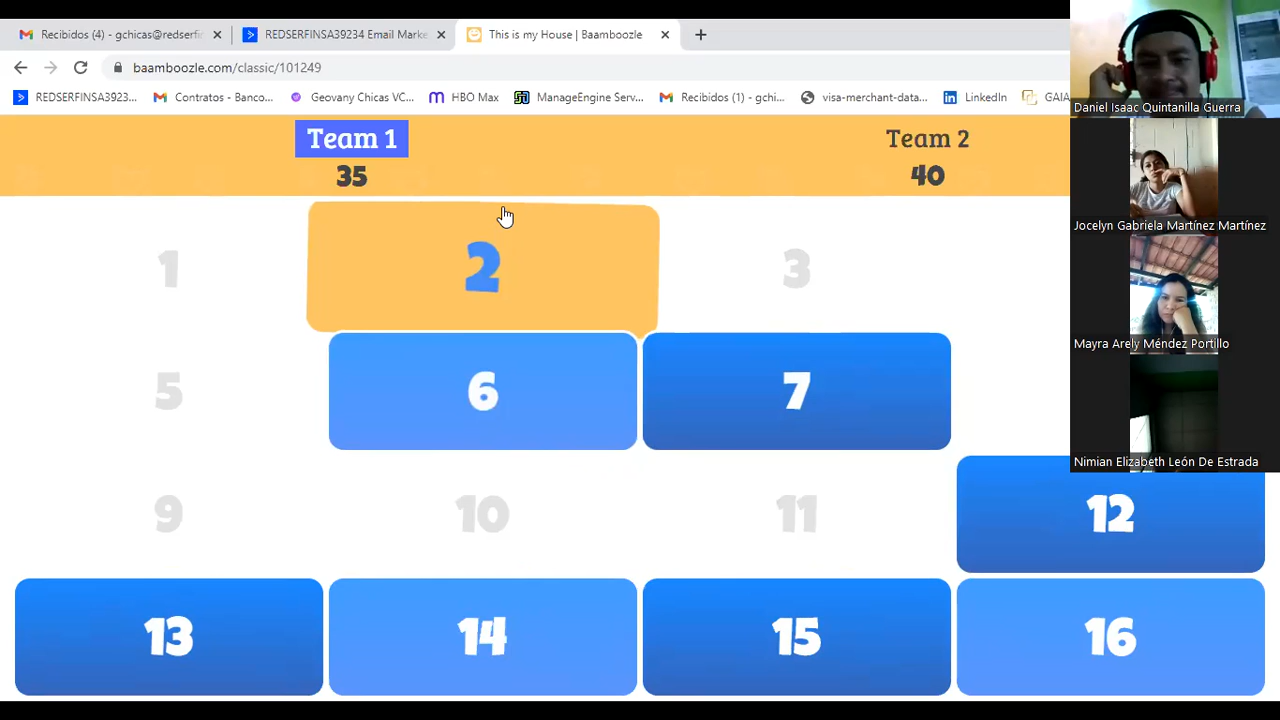 Recibidos (4) - gchicas@redserfin
REDSERFINSA39234 Email Marke
This is my House | Baamboozle
baamboozle.com/classic/101249
REDSERFINSA3923...
Contratos - Banco...
Geovany Chicas VC...
HBO Max
ManageEngine Serv...
Recibidos (1) - gchi...
visa-merchant-data...
LinkedIn
GAIA
Team 1
35
Team 2
40
1
2
3
5
6
7
9
10
11
12
13
14
15
16
Daniel Isaac Quintanilla Guerra
Jocelyn Gabriela Martínez Martínez
Mayra Arely Méndez Portillo
Nimian Elizabeth León De Estrada